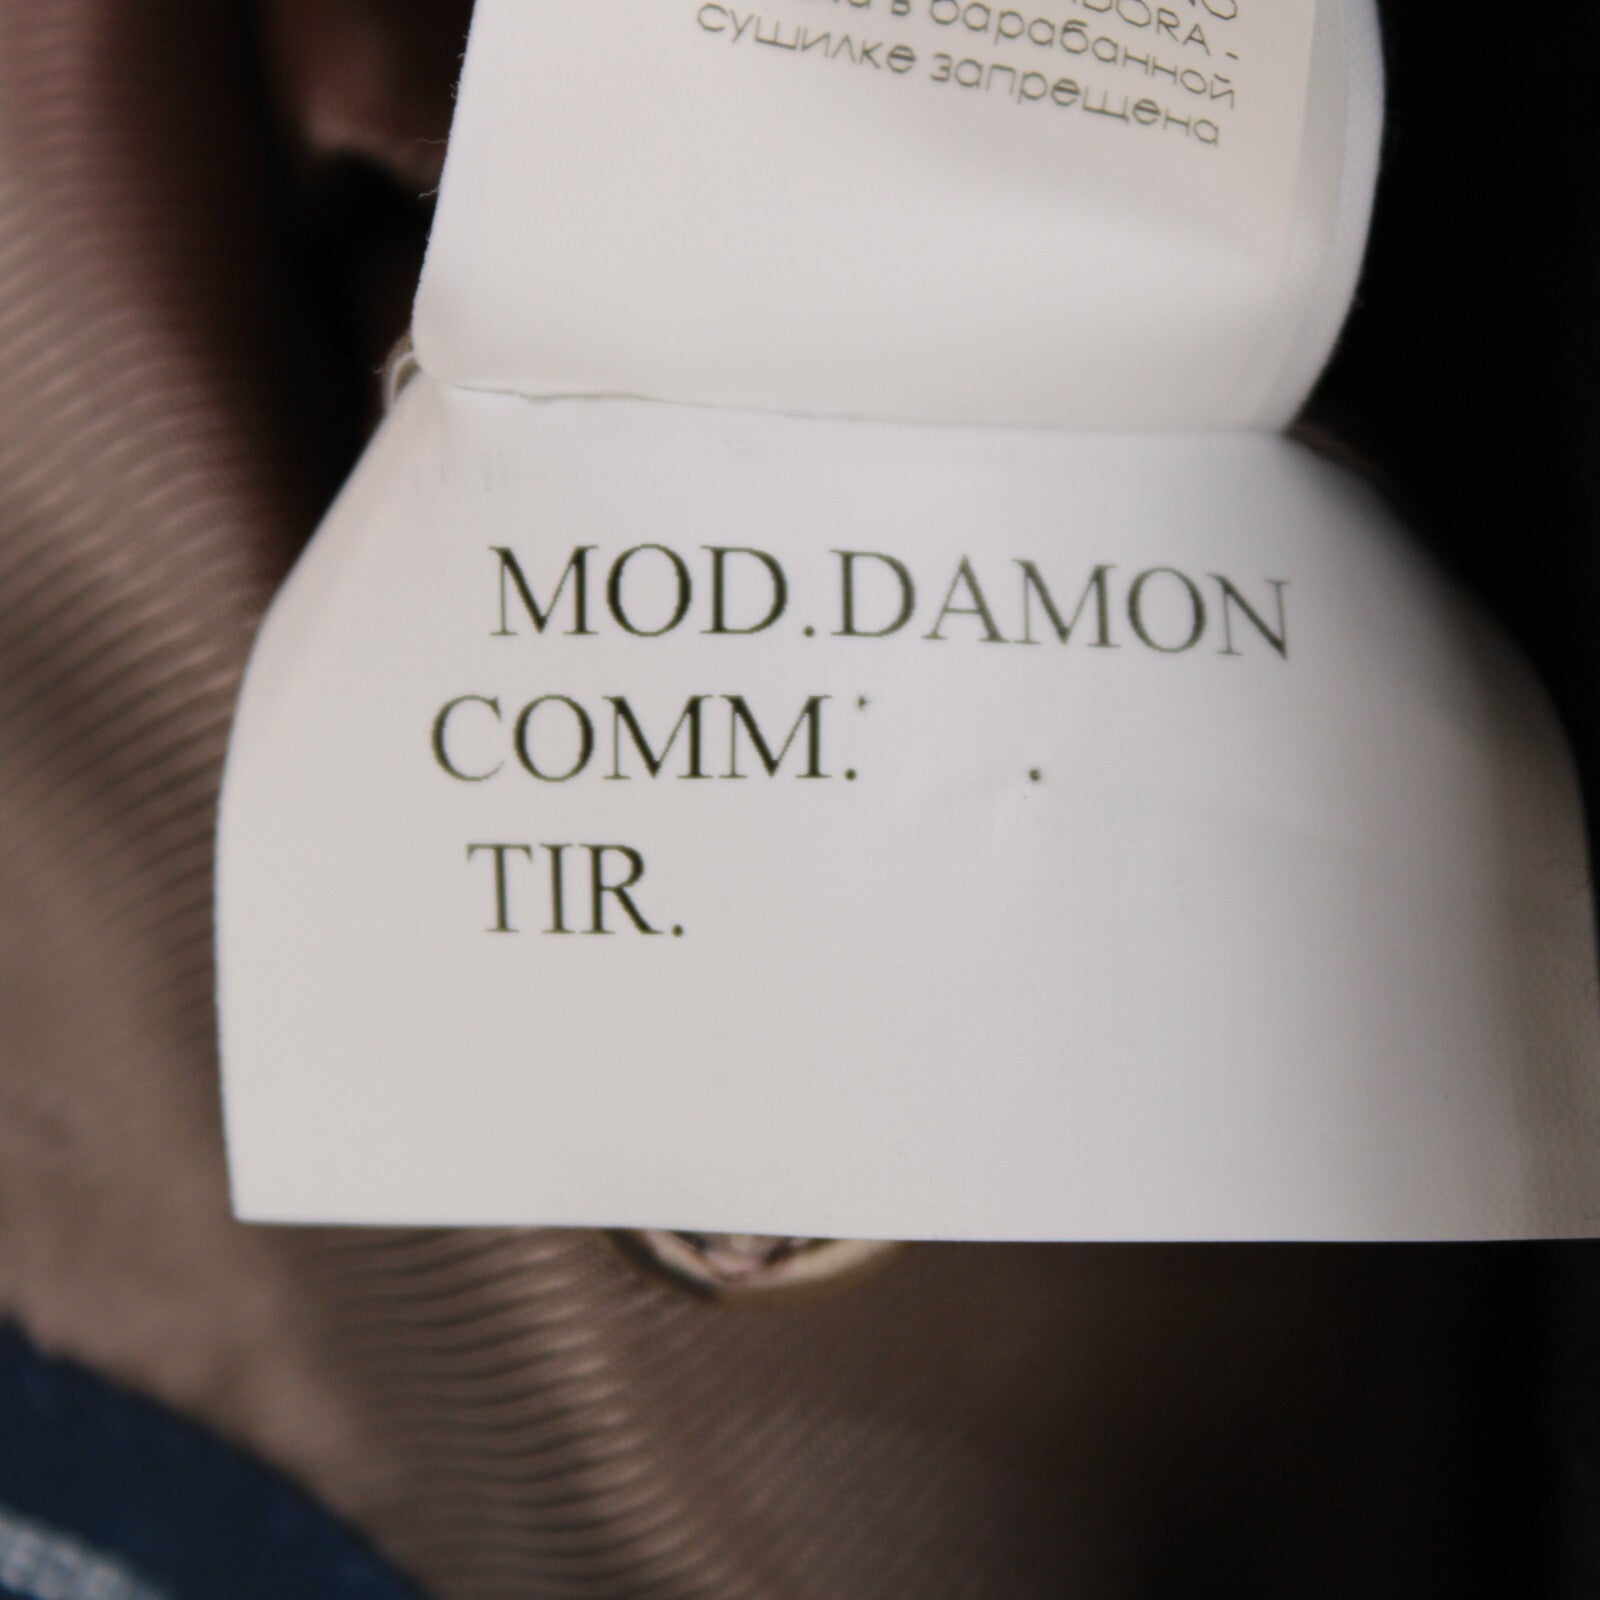 в барабанной
сушилке запрещена
MOD.DAMON
COMM.
TIR.